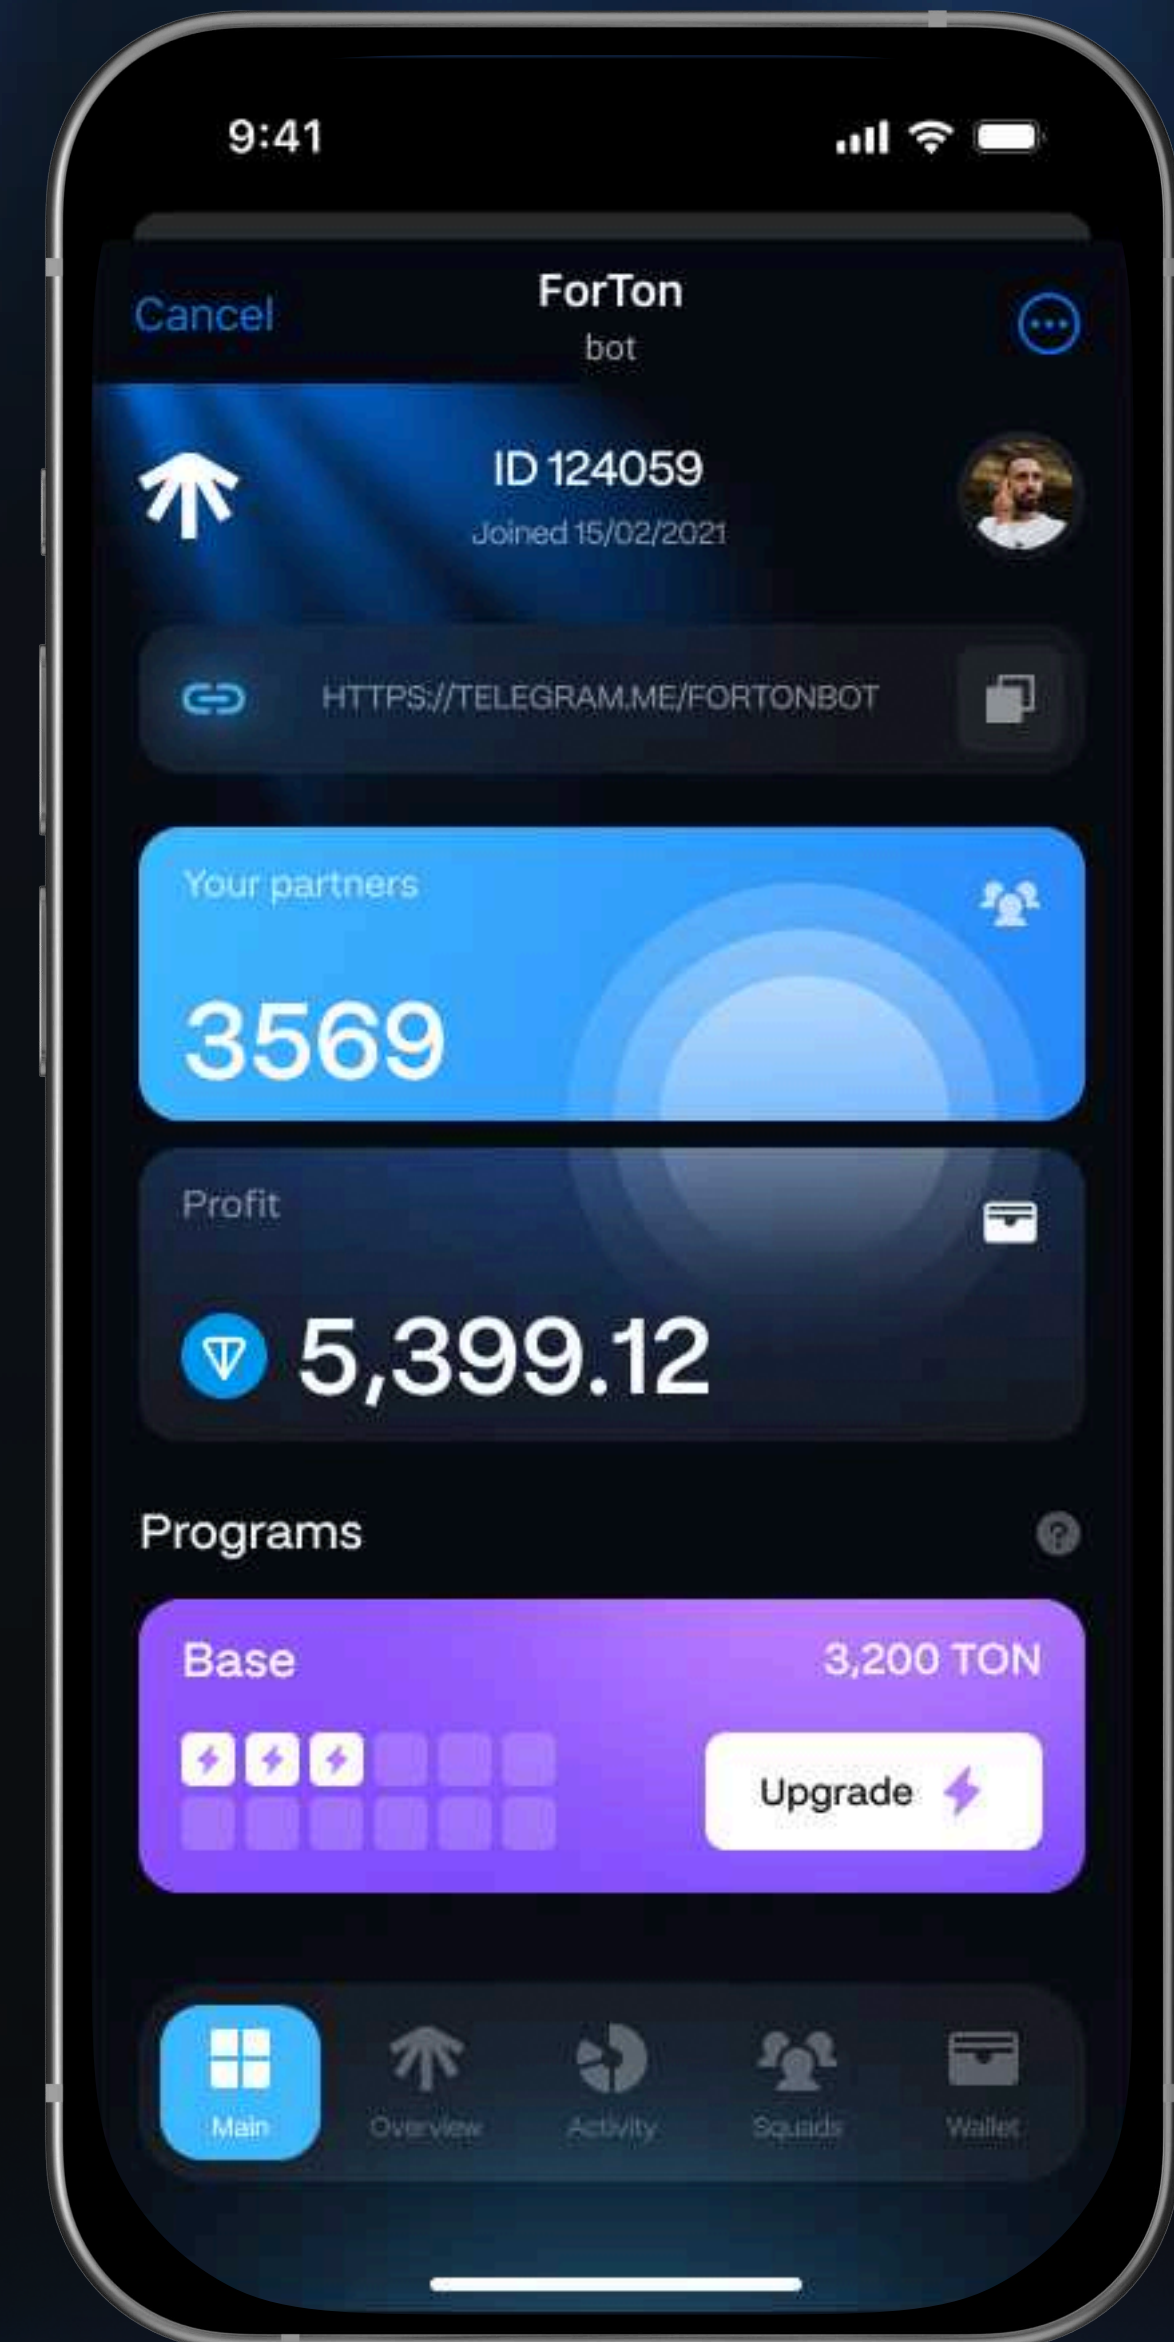 9:41
Cancel
ForTon
bot
ID 124059
Joined 15/02/2021
HTTPS://TELEGRAM.ME/FORTONBOT
Your partners
3569
Profit
5,399.12
Programs
?
Base
3,200 TON
Upgrade
Main Overview Activity Squads Wallet